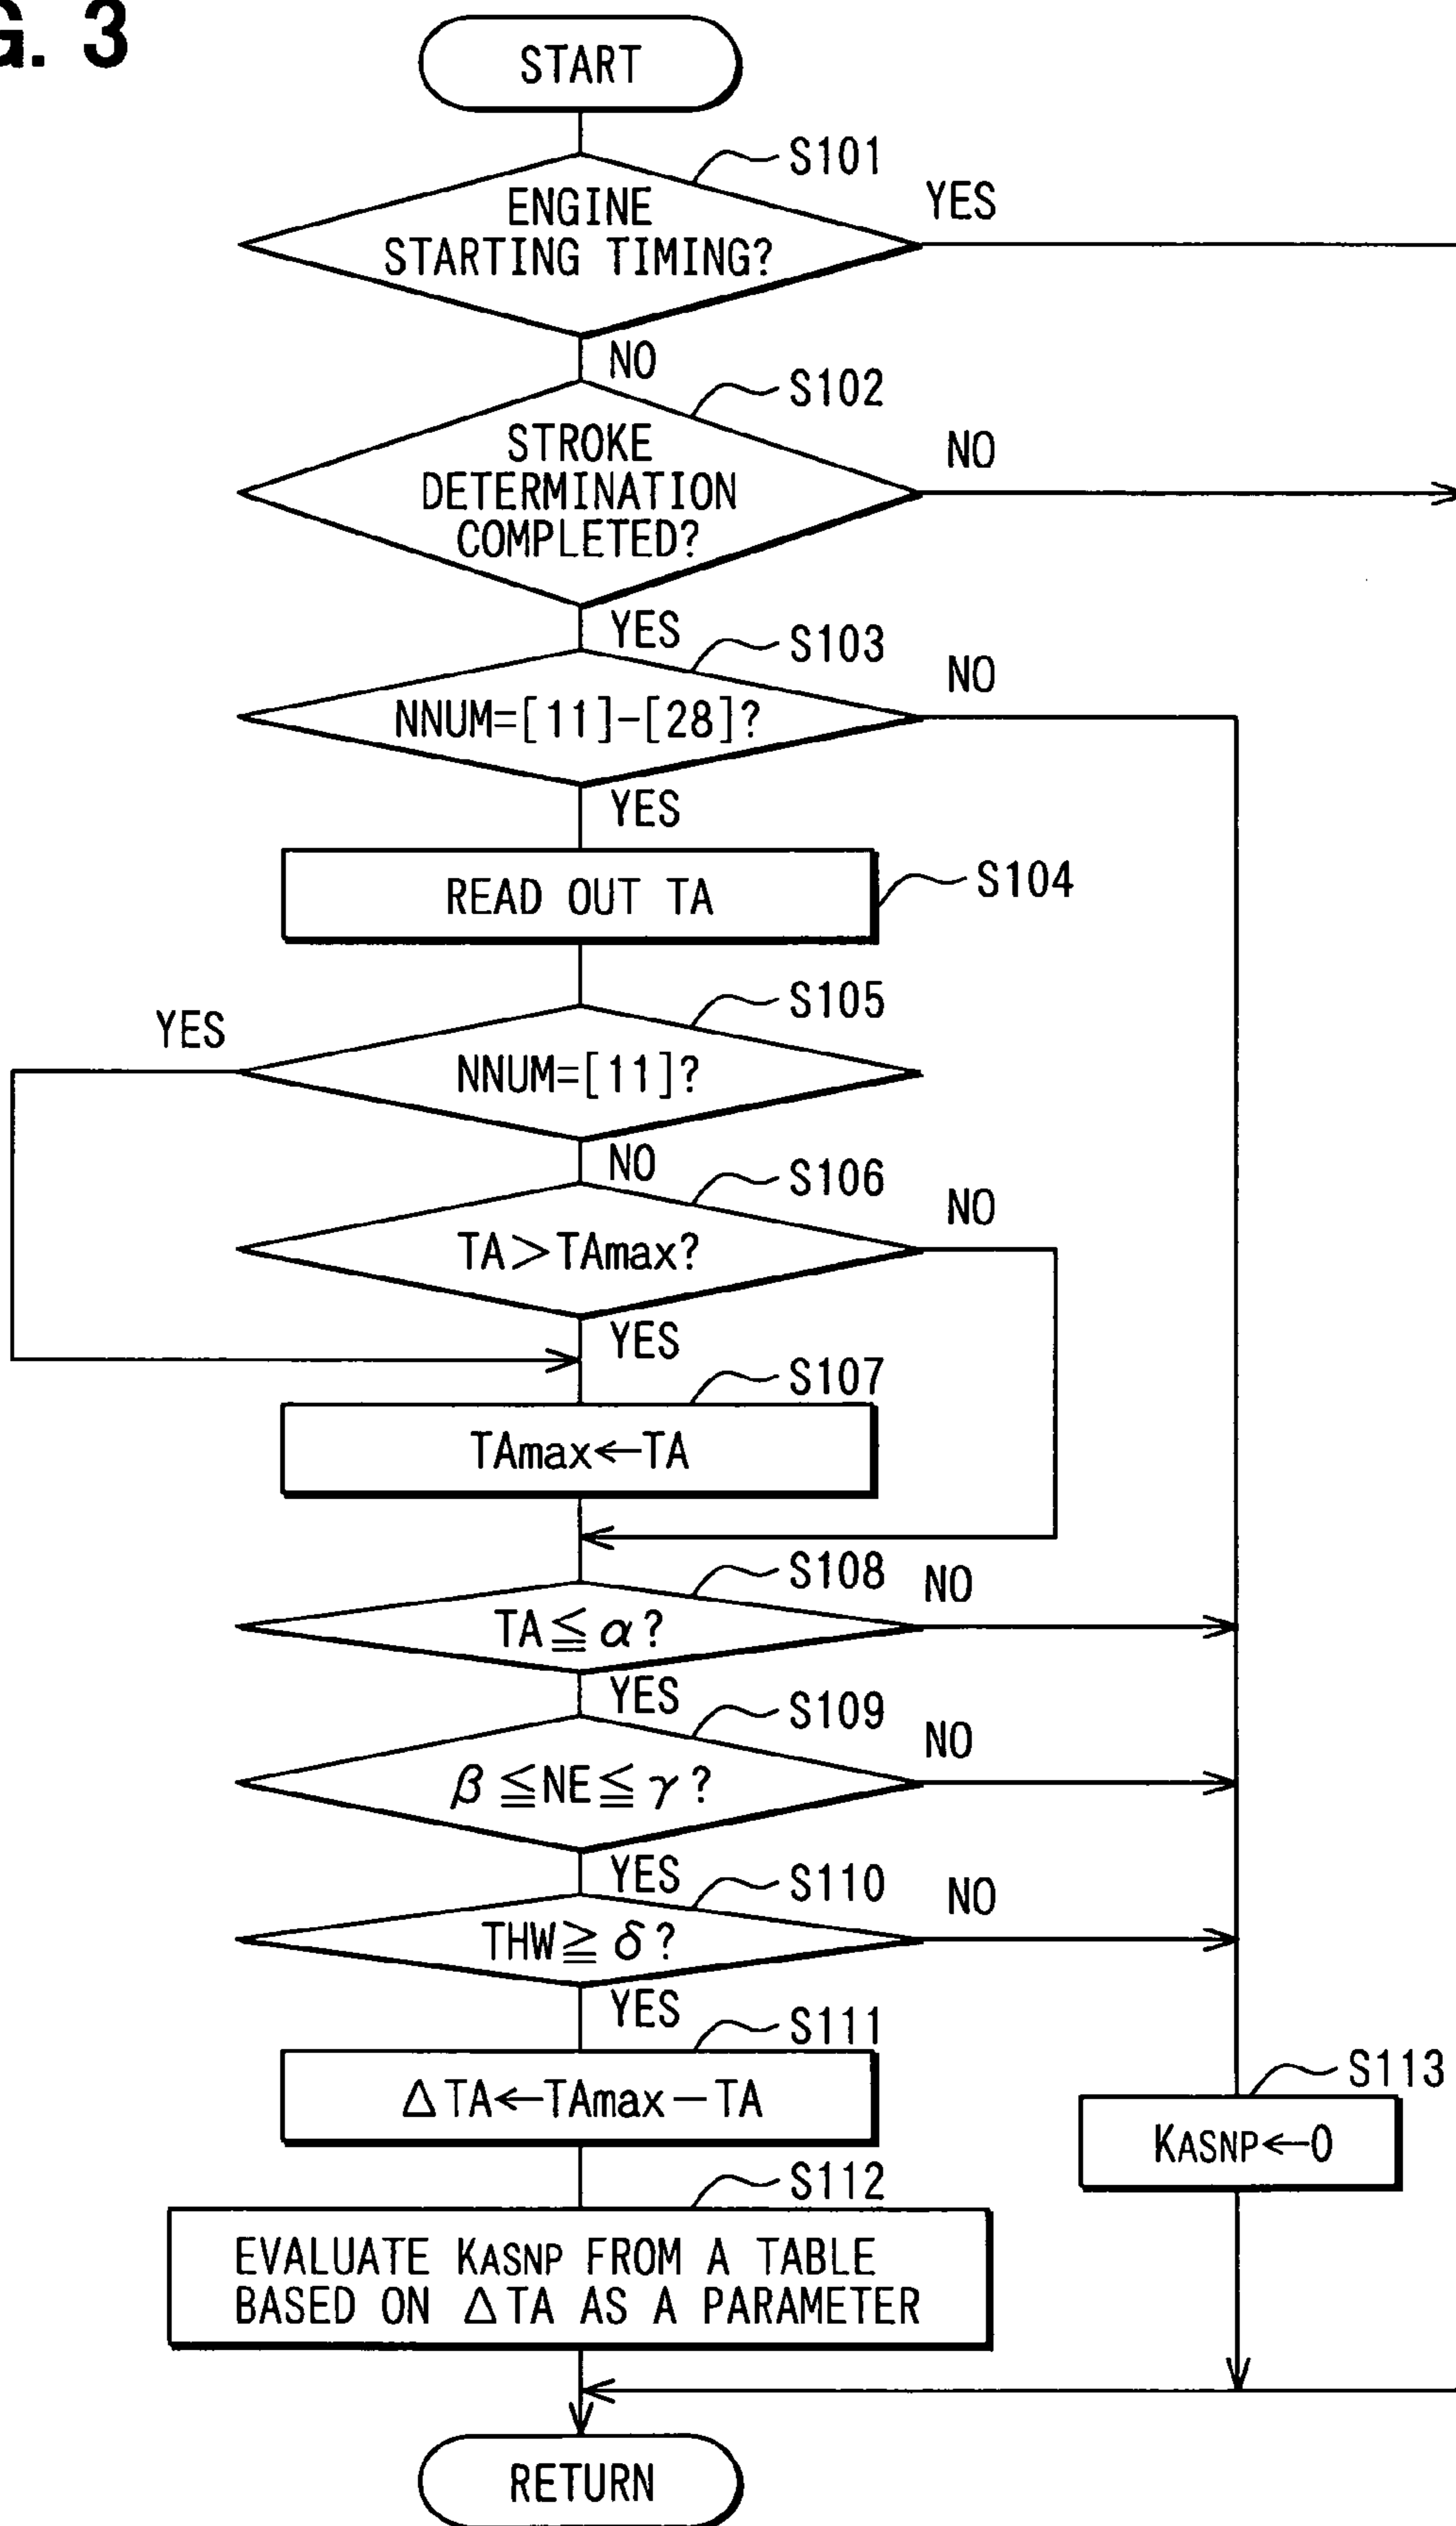 G. 3
START
S101
ENGINE
STARTING TIMING?
YES
NO
S102
STROKE
DETERMINATION
COMPLETED?
NO
YES
S103
NNUM=[11]-[28]?
NO
YES
READ OUT TA
S104
S105
YES
NNUM=[11]?
NO
S106
TA>TAmax?
NO
YES
S107
TAmax←TA
S108
TA≦α?
NO
YES
S109
β≦NE≦γ?
NO
YES
S110
THW≧δ?
NO
YES
S111
ΔTA←TAmax−TA
S113
KASNP←0
S112
EVALUATE KASNP FROM A TABLE
BASED ON ΔTA AS A PARAMETER
RETURN